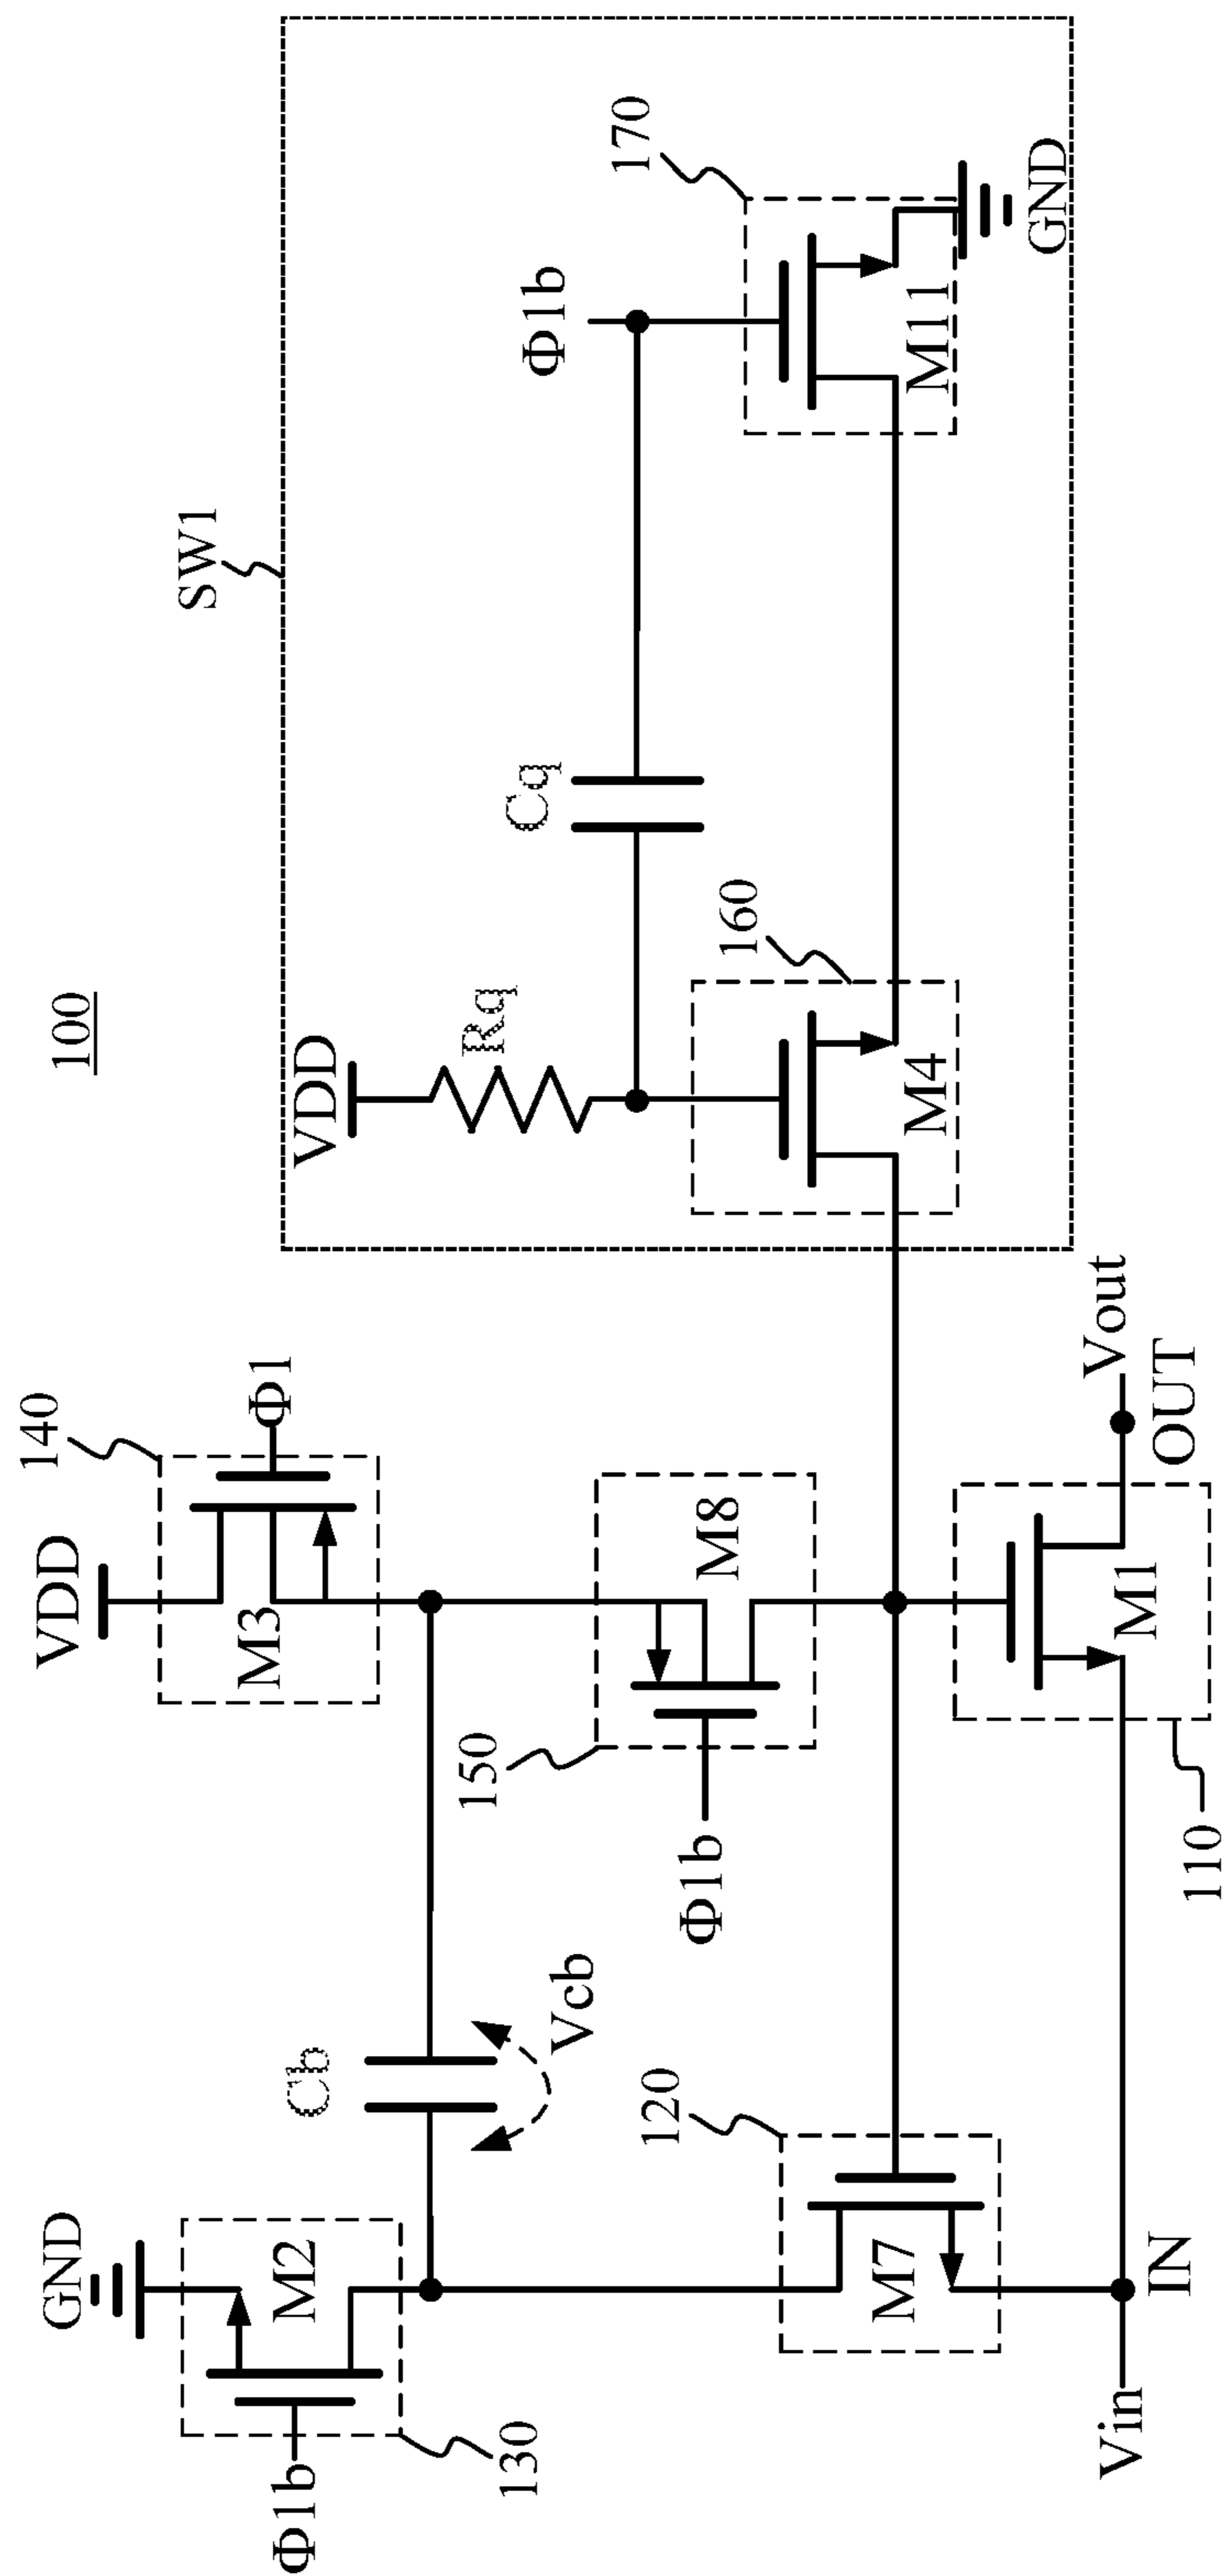 100
SW1
170
Φ1b
GND
M11
Cq
160
M4
VDD
Rq
140
Φ1
VDD
M3
M8
150
Φ1b
Vout
OUT
M1
110
Cb
Vcb
120
M7
GND
M2
130
Φ1b
IN
Vin